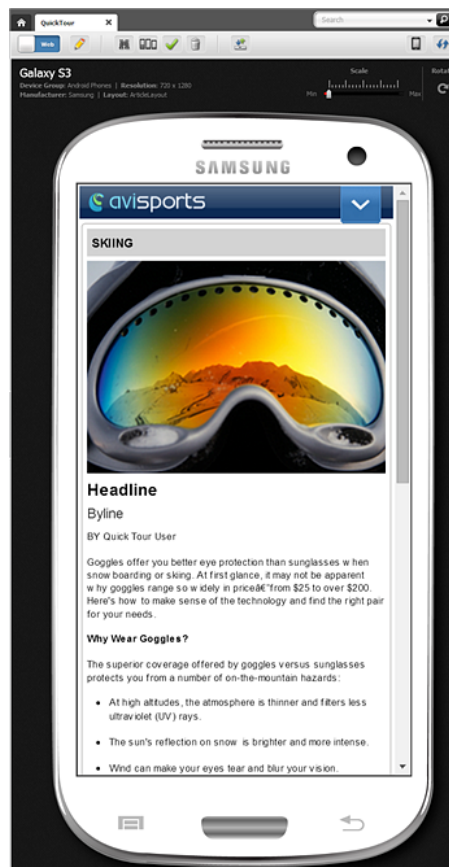 QuickTour
Search
Web
Galaxy S3
Device Group: Android Phones | Resolution: 720 x 1280
Manufacturer: Samsung | Layout: ArticleLayout
Scale
Min
Max
SAMSUNG
avisports
SKIING
Headline
Byline
BY Quick Tour User
Goggles offer you better eye protection than sunglasses w hen
snow boarding or skiing. At first glance, it may not be apparent
w hy goggles range so w idely in priceâ€“from $25 to over $200.
Here's how to make sense of the technology and find the right pair
for your needs.
Why Wear Goggles?
The superior coverage offered by goggles versus sunglasses
protects you from a number of on-the-mountain hazards:
At high altitudes, the atmosphere is thinner and filters less
ultraviolet (UV) rays.
The sun's reflection on snow is brighter and more intense.
Wind can make your eyes tear and blur your vision.